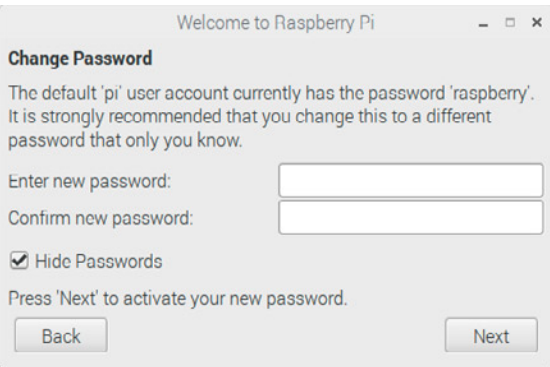 Welcome to Raspberry Pi
Change Password
The default 'pi' user account currently has the password 'raspberry'.
It is strongly recommended that you change this to a different
password that only you know.
Enter new password:
Confirm new password:
Hide Passwords
Press 'Next' to activate your new password.
Back
Next